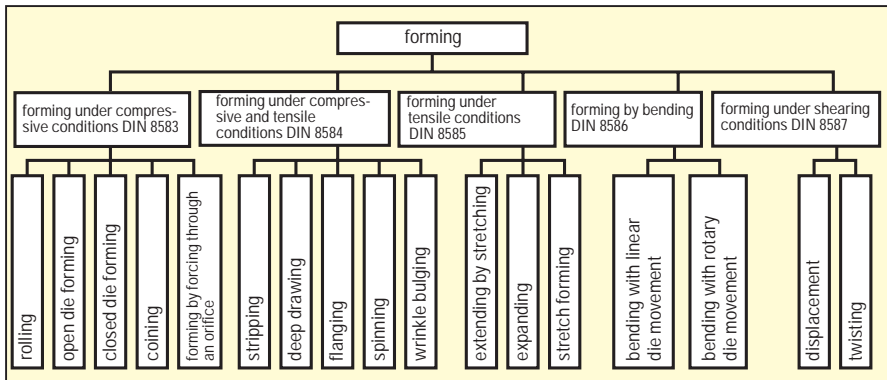 forming
forming under compres-
sive conditions DIN 8583
forming under compres-
sive and tensile
conditions DIN 8584
forming under
tensile conditions
DIN 8585
forming by bending
DIN 8586
forming under shearing
conditions DIN 8587
rolling
open die forming
closed die forming
coining
forming by forcing through
an orifice
stripping
deep drawing
flanging
spinning
wrinkle bulging
extending by stretching
expanding
stretch forming
bending with linear
die movement
bending with rotary
die movement
displacement
twisting